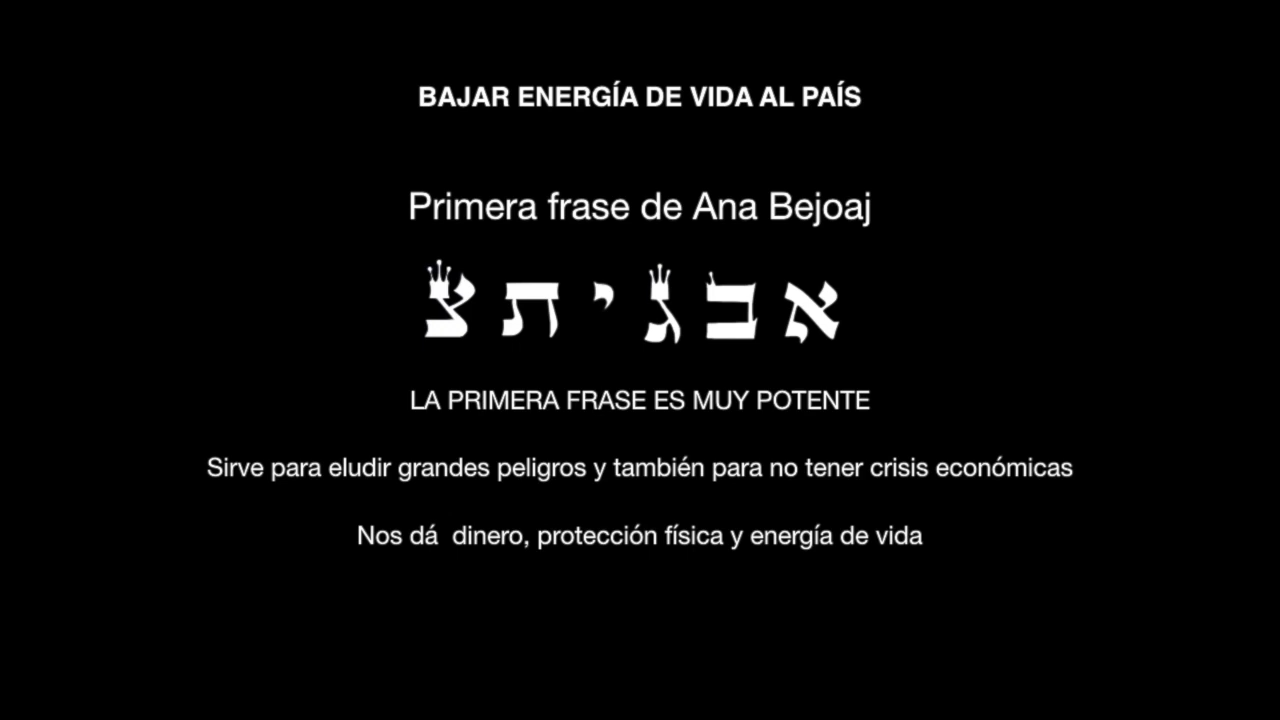 BAJAR ENERGÍA DE VIDA AL PAÍS
Primera frase de Ana Bejoaj
א ב ג י ת צ
LA PRIMERA FRASE ES MUY POTENTE
Sirve para eludir grandes peligros y también para no tener crisis económicas
Nos dá  dinero, protección física y energía de vida